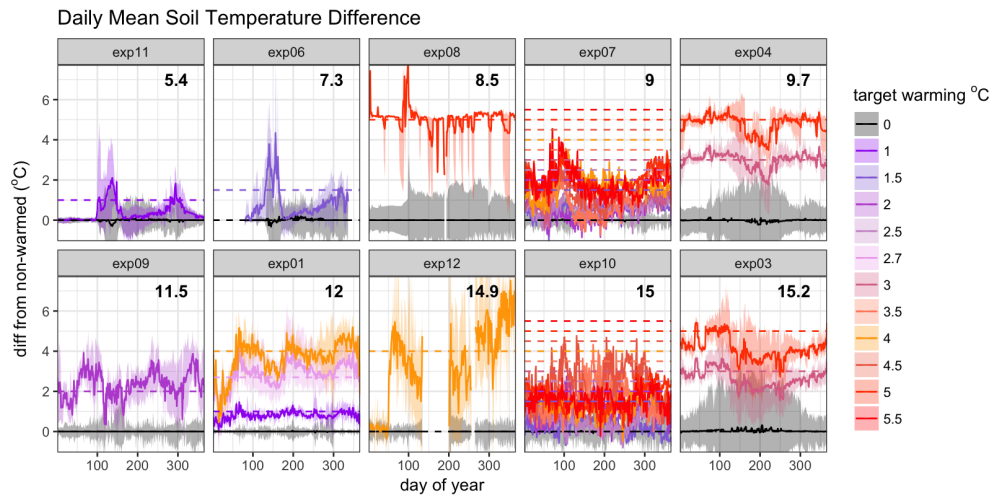 Daily Mean Soil Temperature Difference
exp11 exp06 exp08 exp07 exp04
5.4 7.3 8.5 9 9.7
6
4
2
0
exp09 exp01 exp12 exp10 exp03
11.5 12 14.9 15 15.2
6
4
2
0
100 200 300 100 200 300 100 200 300 100 200 300 100 200 300
day of year
diff from non-warmed (°C)
target warming °C
0
1
1.5
2
2.5
2.7
3
3.5
4
4.5
5
5.5